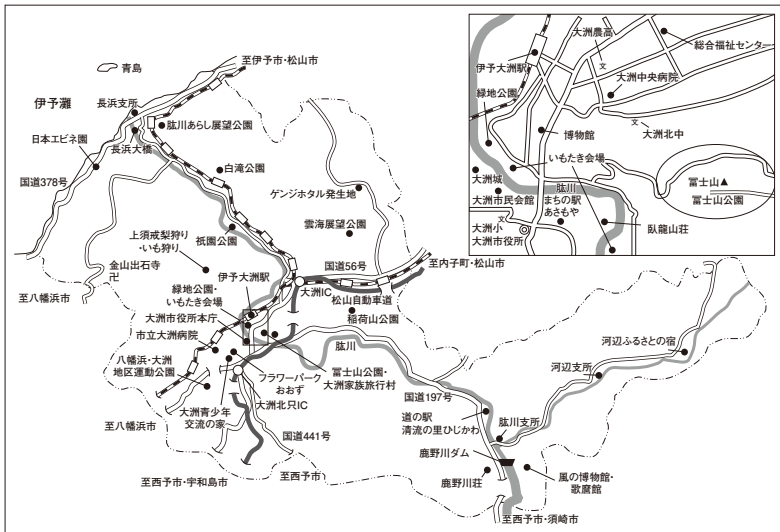 至伊予市・松山市
青島
伊予灘
長浜支所
肱川あらし展望公園
日本エビネ園
長浜大橋
白滝公園
国道378号
ゲンジホタル発生地
祇園公園
雲海展望公園
上須戒梨狩り
・いも狩り
金山出石寺
卍
至八幡浜市
国道56号
至内子町・松山市
伊予大洲駅
緑地公園・
いもたき会場
大洲IC
松山自動車道
稲荷山公園
大洲市役所本庁
市立大洲病院
肱川
八幡浜・大洲
地区運動公園
フラワーパーク
おおず
冨士山公園・
大洲家族旅行村
大洲北只IC
国道197号
河辺ふるさとの宿
河辺支所
大洲青少年
交流の家
至八幡浜市
国道441号
道の駅
清流の里ひじかわ
肱川支所
鹿野川ダム
鹿野川荘
風の博物館・
歌麿館
至西予市
至西予市・宇和島市
至西予市・須崎市
大洲農高
文
総合福祉センター
伊予大洲駅
大洲中央病院
緑地公園
文
大洲北中
博物館
いもたき会場
大洲城
大洲市民会館
肱川
まちの駅
あさもや
冨士山▲
冨士山公園
文
大洲小
大洲市役所
臥龍山荘